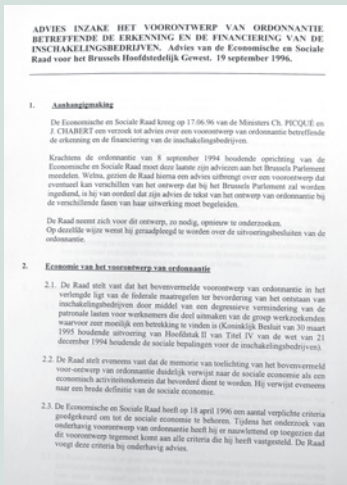 ADVIES INZAKE HET VOORONTWERP VAN ORDONNANTIE
BETREFFENDE DE ERKENNING EN DE FINANCIERING VAN DE
INSCHAKELINGSBEDRIJVEN. Advies van de Economische en Sociale
Raad voor het Brussels Hoofdstedelijk Gewest. 19 september 1996.
1. Aanhangigmaking
De Economische en Sociale Raad kreeg op 17.06.96 van de Ministers Ch. PICQUE en
J. CHABERT een verzoek tot advies over een voorontwerp van ordonnantie betreffende
de erkenning en de financiering van de inschakelingsbedrijven.
Krachtens de ordonnantie van 8 september 1994 houdende oprichting van de
Economische en Sociale Raad moet deze laatste zijn adviezen aan het Brussels Parlement
meedelen. Welnu, gezien de Raad hierna een advies uitbrengt over een voorontwerp dat
eventueel kan verschillen van het ontwerp dat bij het Brussels Parlement zal worden
ingediend, is hij van oordeel dat zijn advies de tekst van het ontwerp van ordonnantie bij
de verschillende fasen van haar uitwerking moet begeleiden.
De Raad neemt zich voor dit ontwerp, zo nodig, opnieuw te onderzoeken.
Op dezelfde wijze wenst hij geraadpleegd te worden over de uitvoeringsbesluiten van de
ordonnantie.
2. Economie van het voorontwerp van ordonnantie
2.1. De Raad stelt vast dat het bovenvermelde voorontwerp van ordonnantie in het
verlengde ligt van de federale maatregelen ter bevordering van het ontstaan van
inschakelingsbedrijven door middel van een degressieve vermindering van de
patronale lasten voor werknemers die deel uitmaken van de groep werkzoekenden
waarvoor zeer moeilijk een betrekking te vinden is (Koninklijk Besluit van 30 maart
1995 houdende uitvoering van Hoofdstuk II van Titel IV van de wet van 21
december 1994 houdende de sociale bepalingen voor de inschakelingsbedrijven).
2.2. De Raad stelt eveneens vast dat de memorie van toelichting van het bovenvermeld
voor-ontwerp van ordonnantie duidelijk verwijst naar de sociale economie als een
economisch activiteitendomein dat bevorderd dient te worden. Hij verwijst eveneens
naar een brede definitie van de sociale economie.
2.3. De Economische en Sociale Raad heeft op 18 april 1996 een aantal verplichte criteria
goedgekeurd om tot de sociale economie te behoren. Tijdens het onderzoek van
onderhavig voorontwerp van ordonnantie heeft hij er nauwlettend op toegezien dat
dit voorontwerp tegemoet komt aan alle criteria die hij heeft vastgesteld. De Raad
voegt deze criteria bij onderhavig advies.